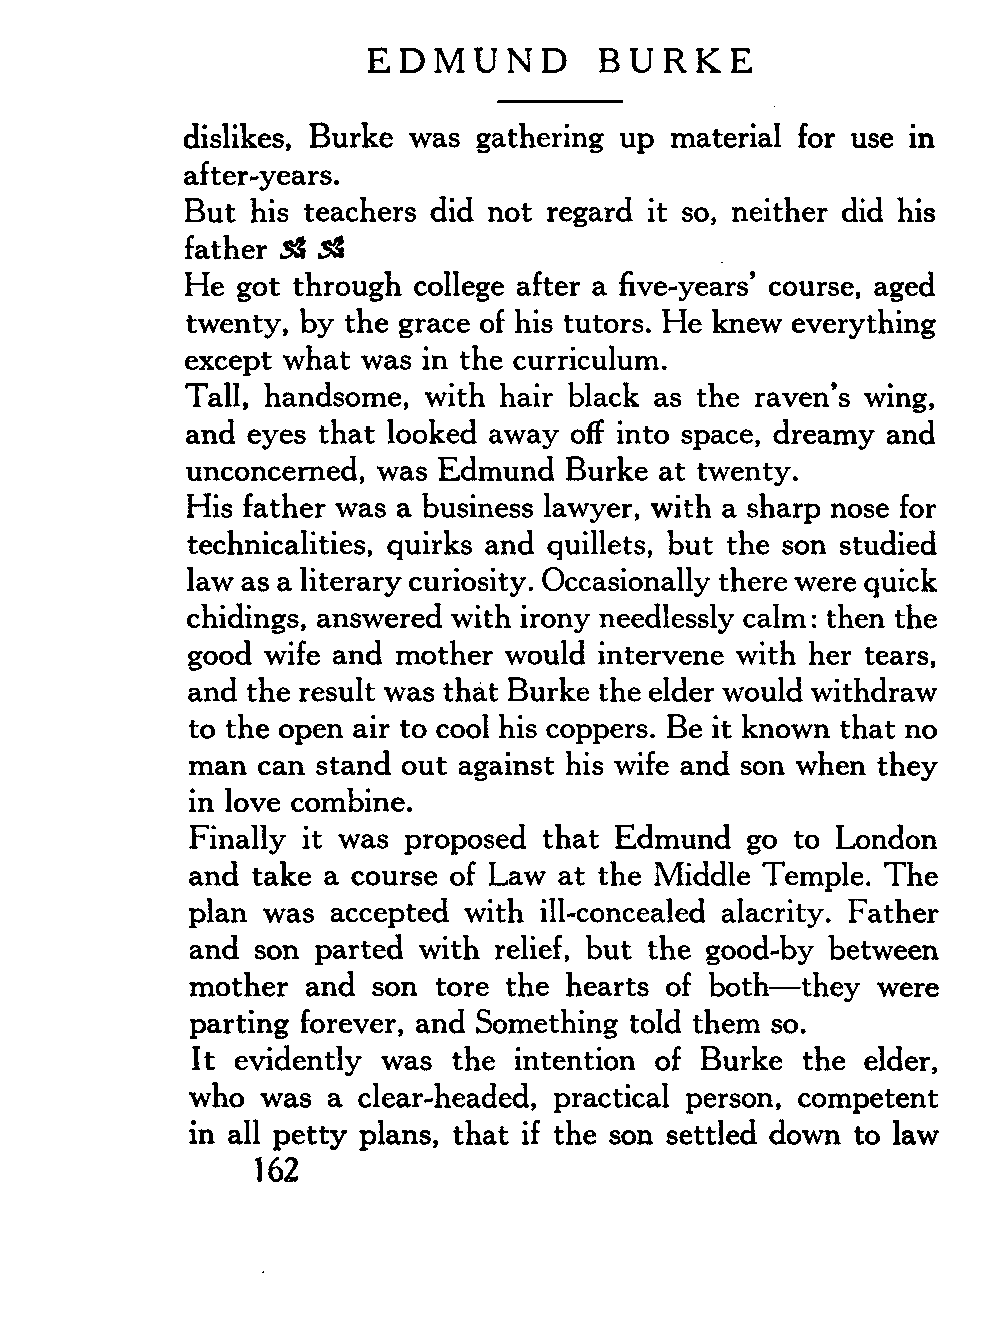 EDMUND BURKE
dislikes, Burke was gathering up material for use in
after-years.
But his teachers did not regard it so, neither did his
father
He got through college after a five-years' course, aged
twenty, by the grace of his tutors. He knew everything
except what was in the curriculum.
Tall, handsome, with hair black as the raven's wing,
and eyes that looked away off into space, dreamy and
unconcerned, was Edmund Burke at twenty.
His father was a business lawyer, with a sharp nose for
technicalities, quirks and quillets, but the son studied
law as a literary curiosity. Occasionally there were quick
chidings, answered with irony needlessly calm: then the
good wife and mother would intervene with her tears,
and the result was that Burke the elder would withdraw
to the open air to cool his coppers. Be it known that no
man can stand out against his wife and son when they
in love combine.
Finally it was proposed that Edmund go to London
and take a course of Law at the Middle Temple. The
plan was accepted with ill-concealed alacrity. Father
and son parted with relief, but the good-by between
mother and son tore the hearts of both—they were
parting forever, and Something told them so.
It evidently was the intention of Burke the elder,
who was a clear-headed, practical person, competent
in all petty plans, that if the son settled down to law
162